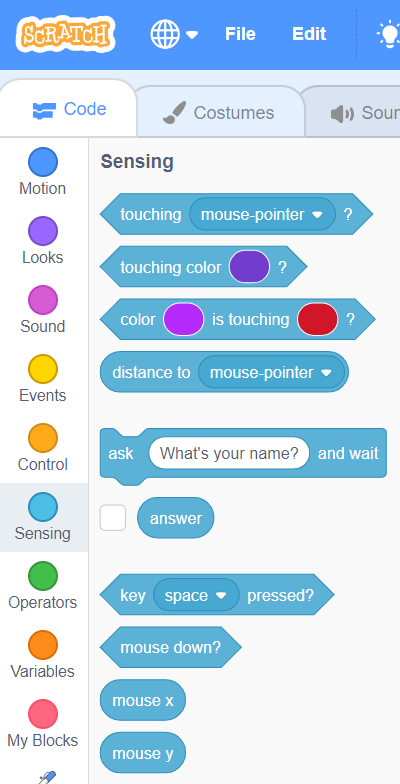 SCRATCH File Edit
Code Costumes Soun
Sensing
Motion
Looks
Sound
Events
Control
Sensing
Operators
Variables
My Blocks
touching mouse-pointer ?
touching color ?
color is touching ?
distance to mouse-pointer
ask What's your name? and wait
answer
key space pressed?
mouse down?
mouse x
mouse y